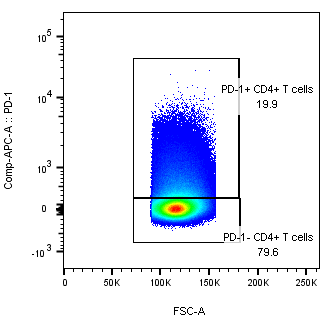 Comp-APC-A :: PD-1
10^5
10^4
10^3
0
-10^3
PD-1+ CD4+ T cells
19.9
PD-1- CD4+ T cells
79.6
0 50K 100K 150K 200K 250K
FSC-A